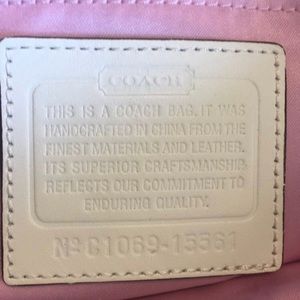 COACH
THIS IS A COACH BAG. IT WAS
HANDCRAFTED IN CHINA FROM THE
FINEST MATERIALS AND LEATHER.
ITS SUPERIOR CRAFTSMANSHIP
REFLECTS OUR COMMITMENT TO
ENDURING QUALITY.
Nº C1069-15561